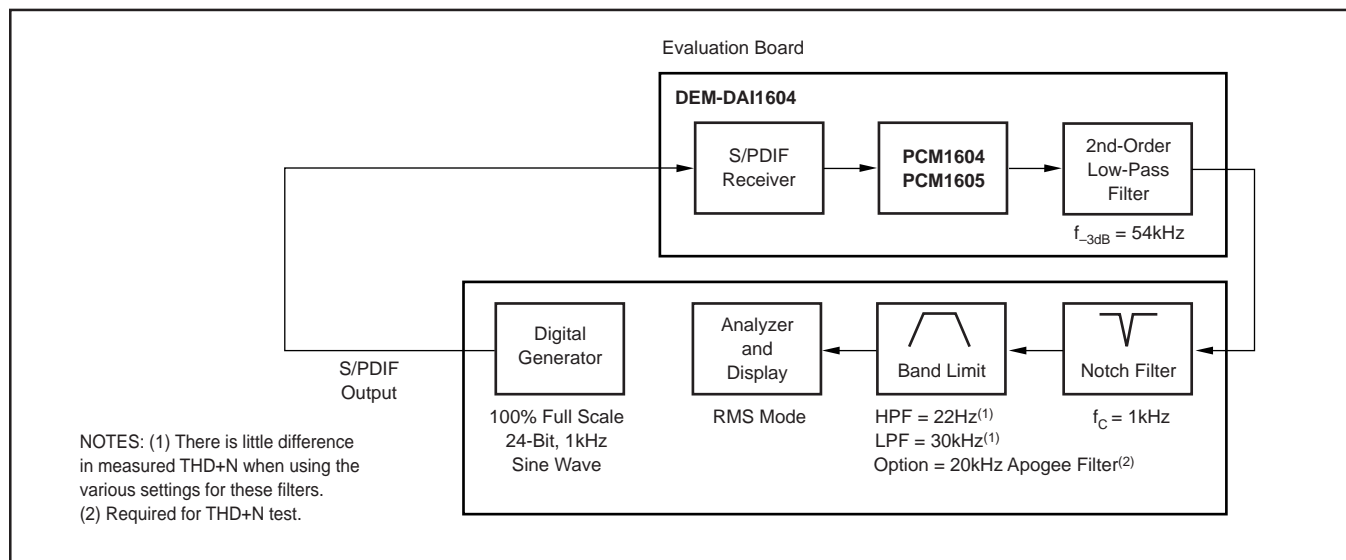 Evaluation Board
DEM-DAI1604
S/PDIF
Receiver
PCM1604
PCM1605
2nd-Order
Low-Pass
Filter
f–3dB = 54kHz
S/PDIF
Output
Digital
Generator
100% Full Scale
24-Bit, 1kHz
Sine Wave
Analyzer
and
Display
RMS Mode
Band Limit
HPF = 22Hz(1)
LPF = 30kHz(1)
Option = 20kHz Apogee Filter(2)
Notch Filter
fC = 1kHz
NOTES: (1) There is little difference
in measured THD+N when using the
various settings for these filters.
(2) Required for THD+N test.